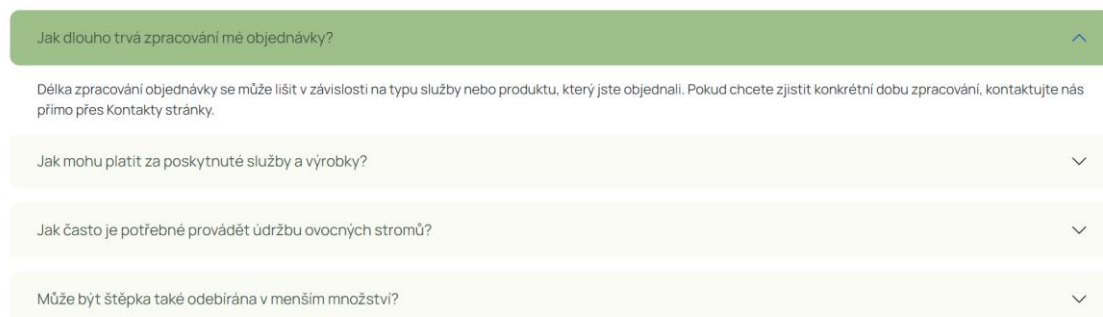 Jak dlouho trvá zpracování mé objednávky?
Délka zpracování objednávky se může lišit v závislosti na typu služby nebo produktu, který jste objednali. Pokud chcete zjistit konkrétní dobu zpracování, kontaktujte nás
přímo přes Kontakty stránky.
Jak mohu platit za poskytnuté služby a výrobky?
Jak často je potřebné provádět údržbu ovocných stromů?
Může být štěpka také odebírána v menším množství?